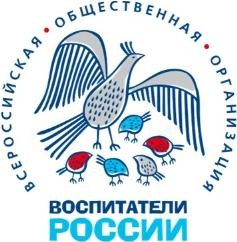 ВСЕРОССИЙСКАЯ • ОБЩЕСТВЕННАЯ • ОРГАНИЗАЦИЯ
ВОСПИТАТЕЛИ
РОССИИ